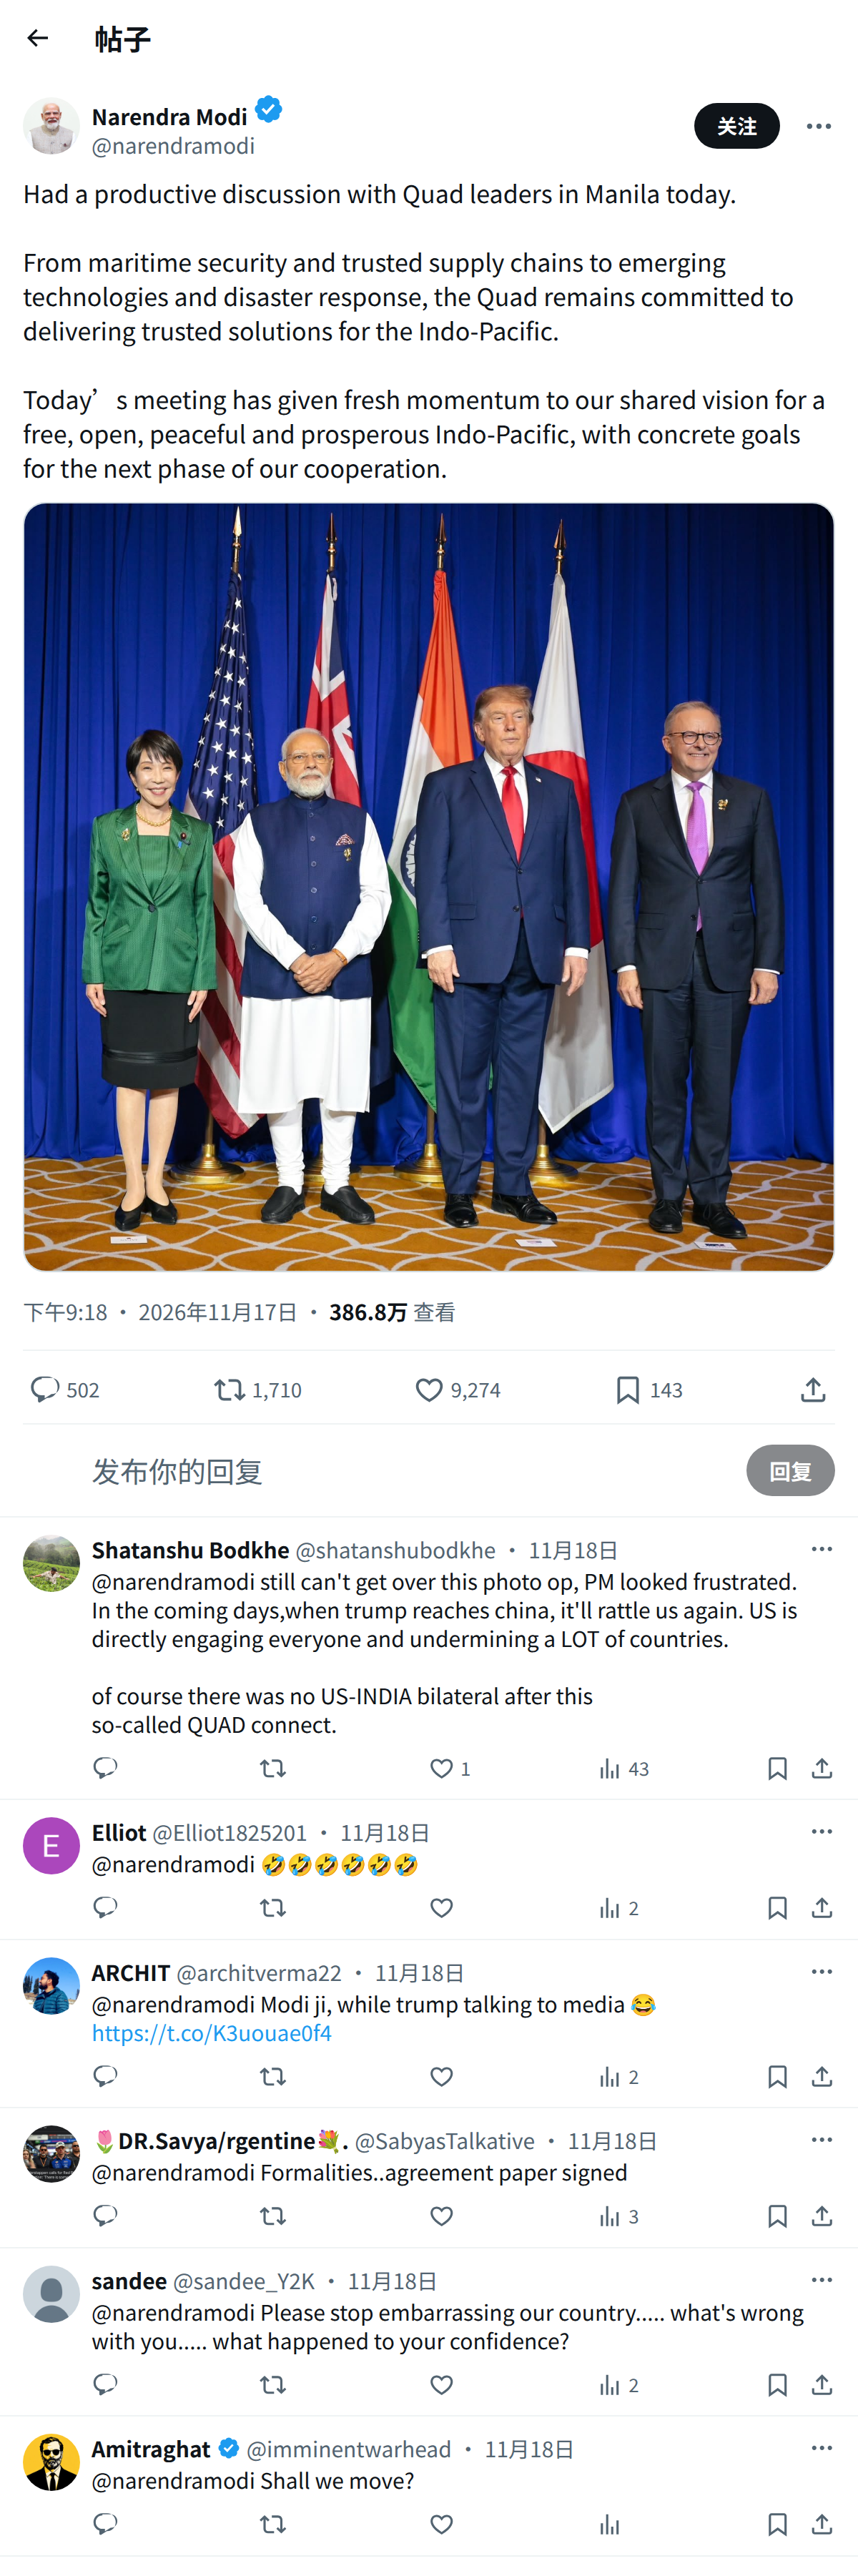 帖子
Narendra Modi
@narendramodi
关注
Had a productive discussion with Quad leaders in Manila today.
From maritime security and trusted supply chains to emerging
technologies and disaster response, the Quad remains committed to
delivering trusted solutions for the Indo-Pacific.
Today’s meeting has given fresh momentum to our shared vision for a
free, open, peaceful and prosperous Indo-Pacific, with concrete goals
for the next phase of our cooperation.
下午9:18 · 2026年11月17日 · 386.8万 查看
502 1,710 9,274 143
发布你的回复
回复
Shatanshu Bodkhe @shatanshubodkhe · 11月18日
@narendramodi still can't get over this photo op, PM looked frustrated.
In the coming days,when trump reaches china, it'll rattle us again. US is
directly engaging everyone and undermining a LOT of countries.
of course there was no US-INDIA bilateral after this
so-called QUAD connect.
1 43
E
Elliot @Elliot1825201 · 11月18日
@narendramodi 🤣🤣🤣🤣🤣🤣
2
ARCHIT @architverma22 · 11月18日
@narendramodi Modi ji, while trump talking to media 😂
https://t.co/K3uouae0f4
2
🌷DR.Savya/rgentine💐. @SabyasTalkative · 11月18日
@narendramodi Formalities..agreement paper signed
3
sandee @sandee_Y2K · 11月18日
@narendramodi Please stop embarrassing our country..... what's wrong
with you..... what happened to your confidence?
2
Amitraghat @imminentwarhead · 11月18日
@narendramodi Shall we move?